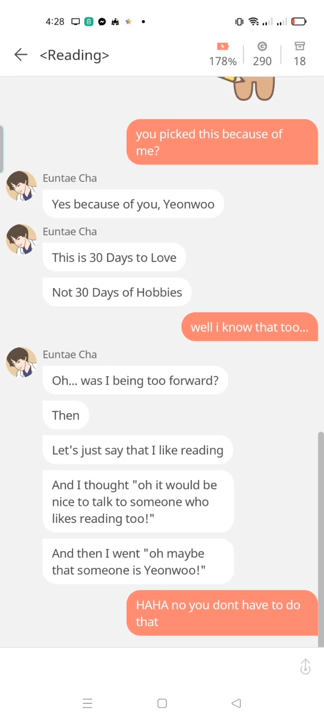 4:28
<Reading>
178%
290
18
you picked this because of
me?
Euntae Cha
Yes because of you, Yeonwoo
Euntae Cha
This is 30 Days to Love
Not 30 Days of Hobbies
well i know that too...
Euntae Cha
Oh... was I being too forward?
Then
Let's just say that I like reading
And I thought "oh it would be
nice to talk to someone who
likes reading too!"
And then I went "oh maybe
that someone is Yeonwoo!"
HAHA no you dont have to do
that